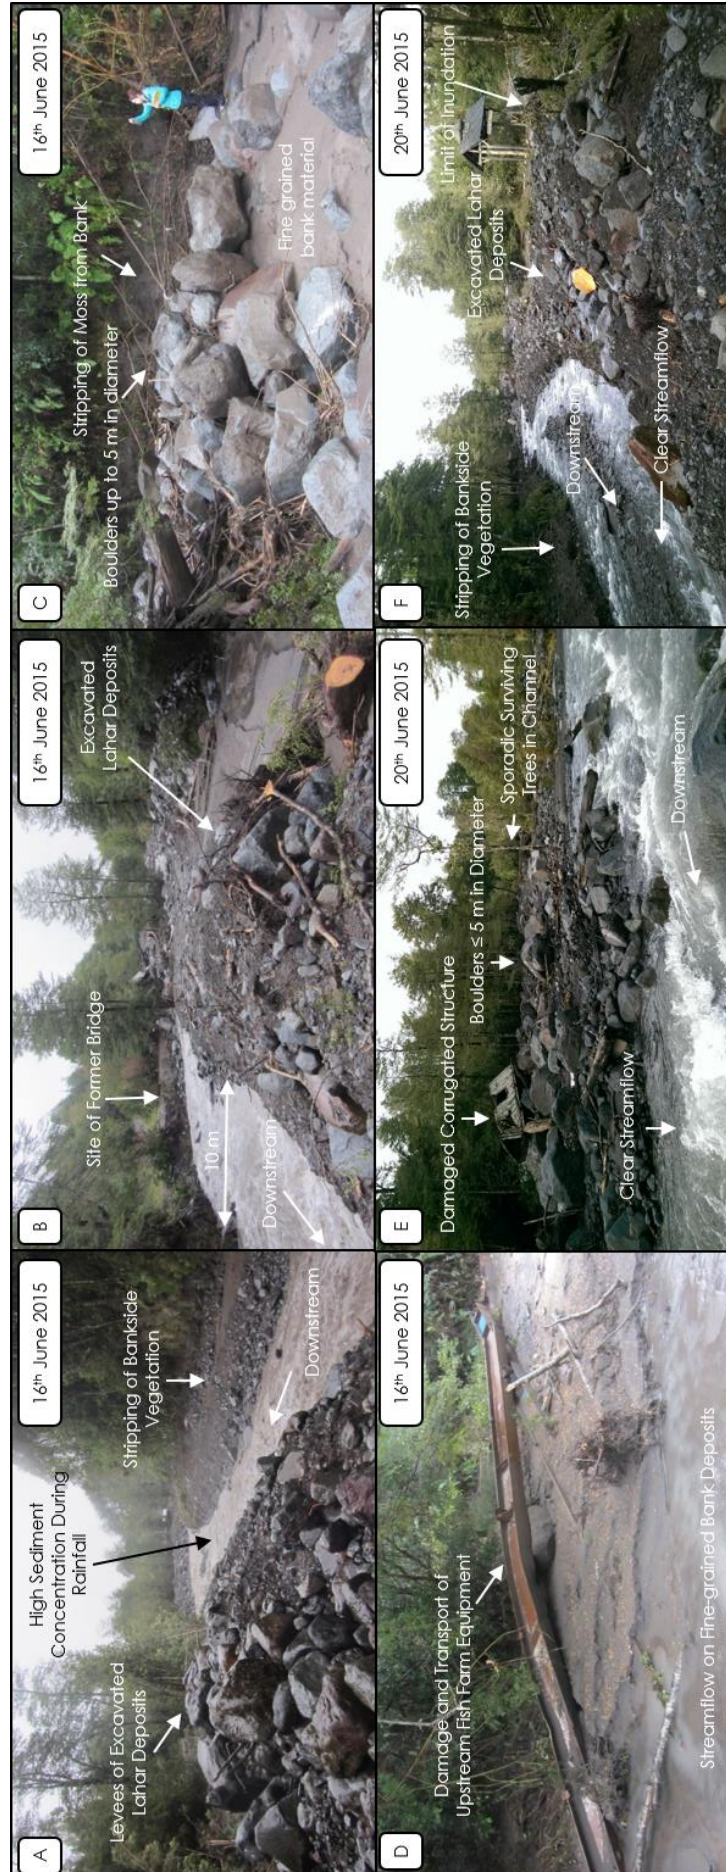 A
16th June 2015
High Sediment
Concentration During
Rainfall
Levees of Excavated
Lahar Deposits
Stripping of Bankside
Vegetation
Downstream
B
16th June 2015
Site of Former Bridge
Excavated
Lahar Deposits
10 m
Downstream
C
16th June 2015
Stripping of Moss from Bank
Boulders up to 5 m in diameter
Fine grained
bank material
D
16th June 2015
Damage and Transport of
Upstream Fish Farm Equipment
Streamflow on Fine-grained Bank Deposits
E
20th June 2015
Damaged Corrugated Structure
Boulders ≤ 5 m in Diameter
Sporadic Surviving
Trees in Channel
Clear Streamflow
Downstream
F
20th June 2015
Stripping of Bankside
Vegetation
Limit of Inundation
Excavated Lahar
Deposits
Downstream
Clear Streamflow